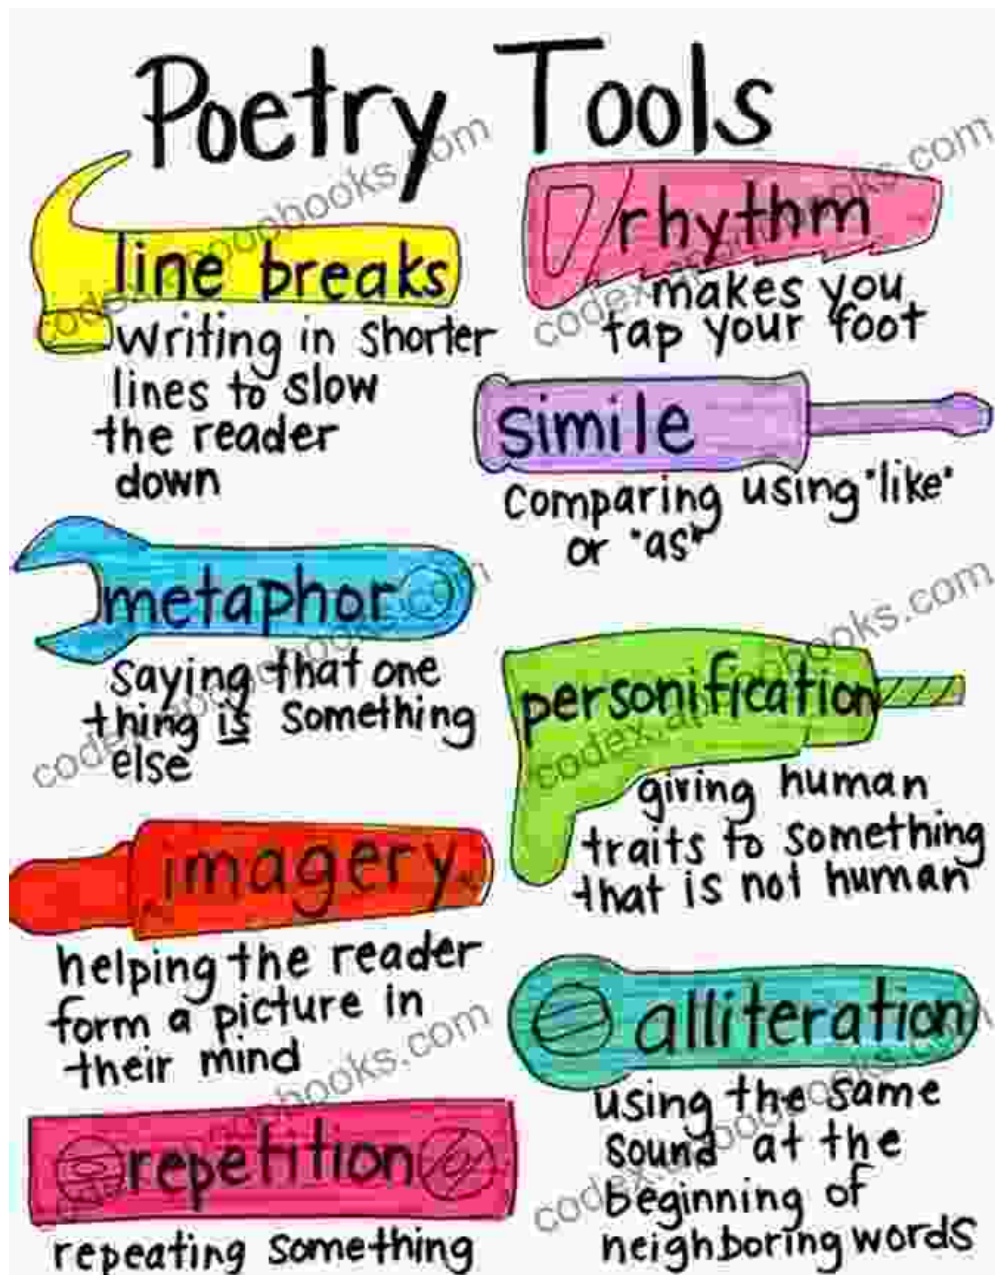 Poetry Tools
line breaks
writing in shorter
lines to slow
the reader
down
rhythm
makes you
tap your foot
simile
comparing using "like"
or "as"
metaphor
saying that one
thing is something
else
personification
giving human
traits to something
that is not human
imagery
helping the reader
form a picture in
their mind
alliteration
using the same
sound at the
beginning of
neighboring words
repetition
repeating something